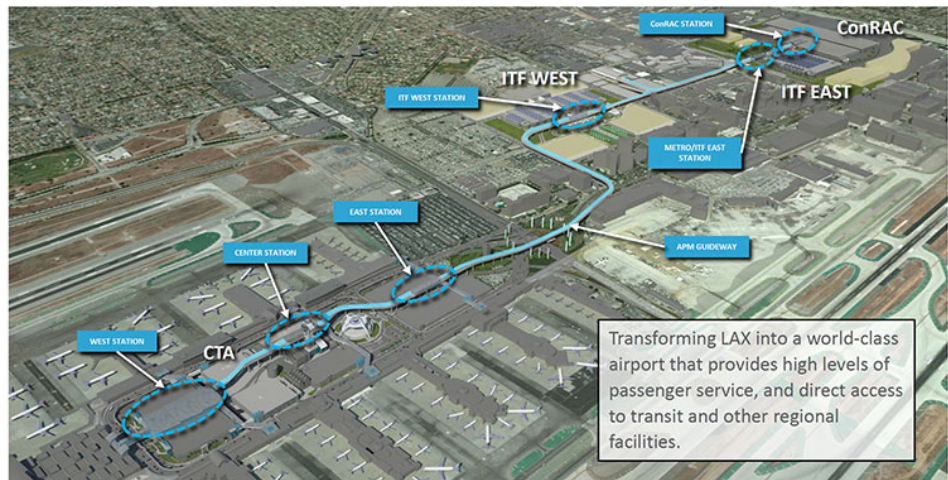 ConRAC STATION
ConRAC
ITF WEST
ITF WEST STATION
ITF EAST
METRO/ITF EAST
STATION
EAST STATION
CENTER STATION
APM GUIDEWAY
WEST STATION
CTA
Transforming LAX into a world-class
airport that provides high levels of
passenger service, and direct access
to transit and other regional
facilities.